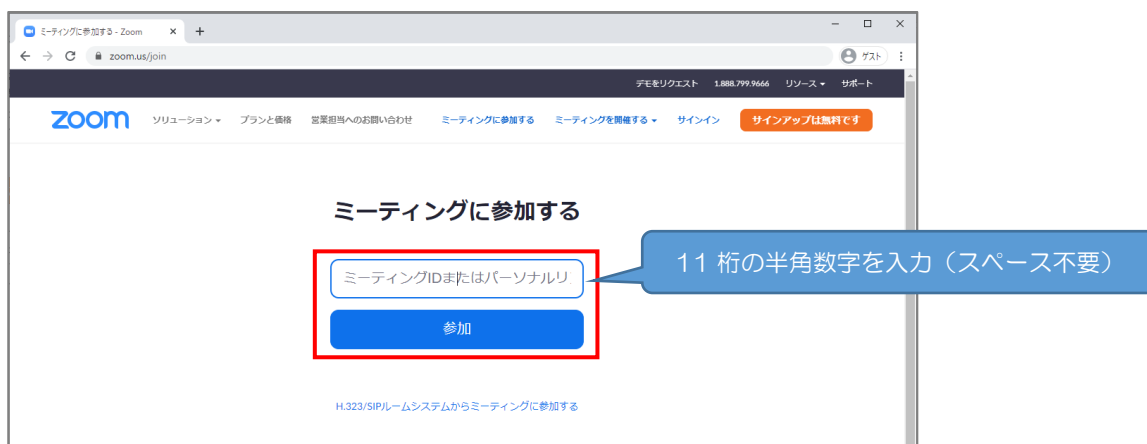 ミーティングに参加する - Zoom
zoom.us/join
ゲスト
デモをリクエスト 1.888.799.9666 リソース サポート
zoom ソリューション プランと価格 営業担当へのお問い合わせ ミーティングに参加する ミーティングを開催する サインイン サインアップは無料です
ミーティングに参加する
ミーティングIDまたはパーソナルリ
11 桁の半角数字を入力（スペース不要）
参加
H.323/SIPルームシステムからミーティングに参加する